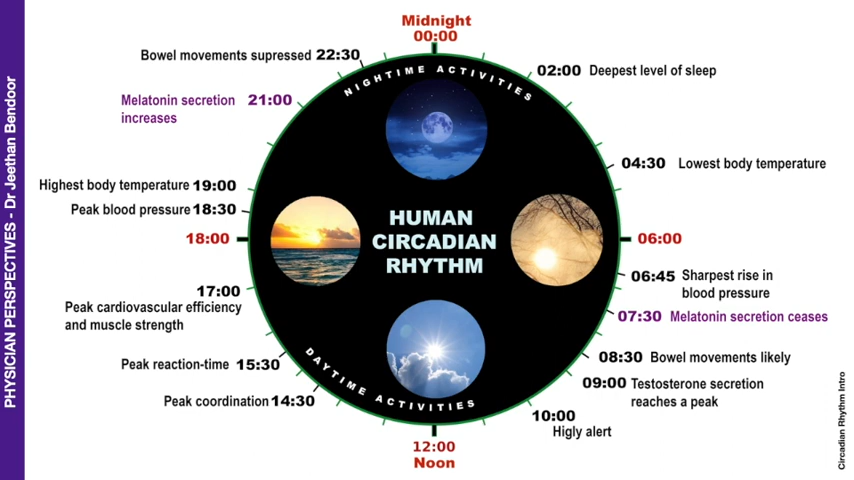 PHYSICIAN PERSPECTIVES - Dr Jeethan Bendoor
Midnight
00:00
NIGHTIME ACTIVITIES
02:00 Deepest level of sleep
04:30 Lowest body temperature
06:00
06:45 Sharpest rise in
blood pressure
07:30 Melatonin secretion ceases
08:30 Bowel movements likely
09:00 Testosterone secretion
reaches a peak
10:00
Higly alert
12:00
Noon
DAYTIME ACTIVITIES
Peak coordination 14:30
Peak reaction-time 15:30
17:00
Peak cardiovascular efficiency
and muscle strength
18:00
Peak blood pressure 18:30
Highest body temperature 19:00
Melatonin secretion 21:00
increases
Bowel movements supressed 22:30
HUMAN
CIRCADIAN
RHYTHM
Circadian Rhythm Intro